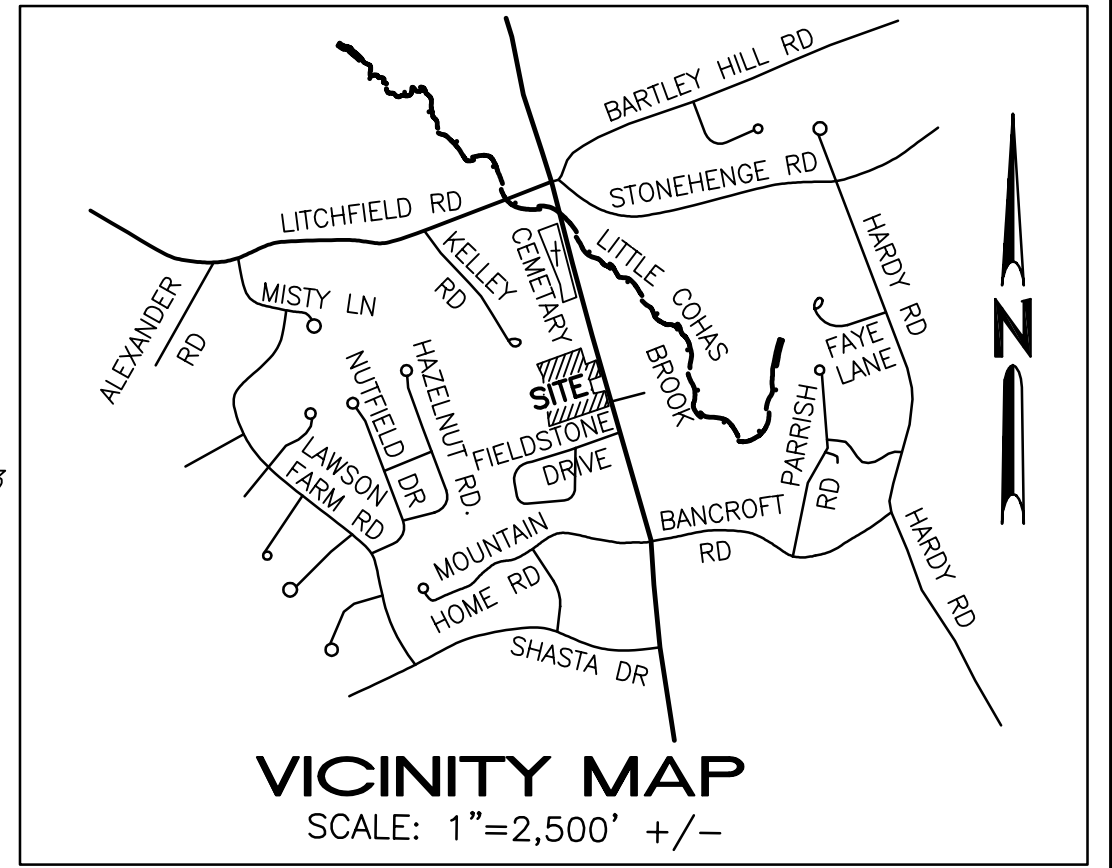 BARTLEY HILL RD
STONEHENGE RD
LITCHFIELD RD
HARDY RD
KELLEY
RD
CEMETARY
LITTLE COHAS
BROOK
ALEXANDER
RD
MISTY LN
N
FAYE
LANE
NUTFIELD
DR
HAZELNUT RD.
SITE
PARRISH
RD
FIELDSTONE
DRIVE
LAWSON
FARM RD
BANCROFT
RD
MOUNTAIN
HOME RD
HARDY RD
SHASTA DR
VICINITY MAP
SCALE: 1"=2,500' +/-